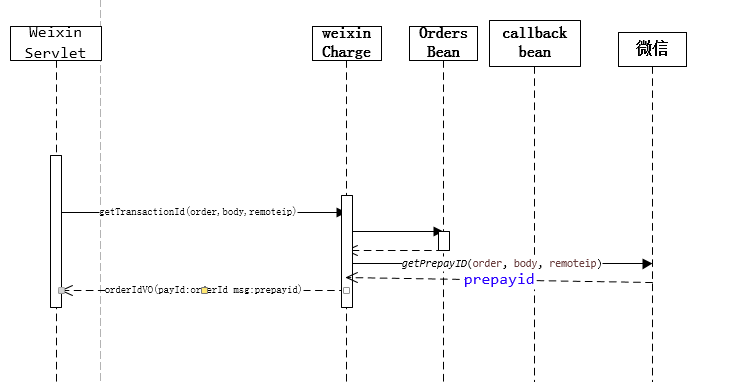 Weixin
Servlet
weixin
Charge
Orders
Bean
callback
bean
微信
getTransactionId(order,body,remoteip)
getPrepayID(order, body, remoteip)
prepayid
orderIdVO(payId:orderId msg:prepayid)